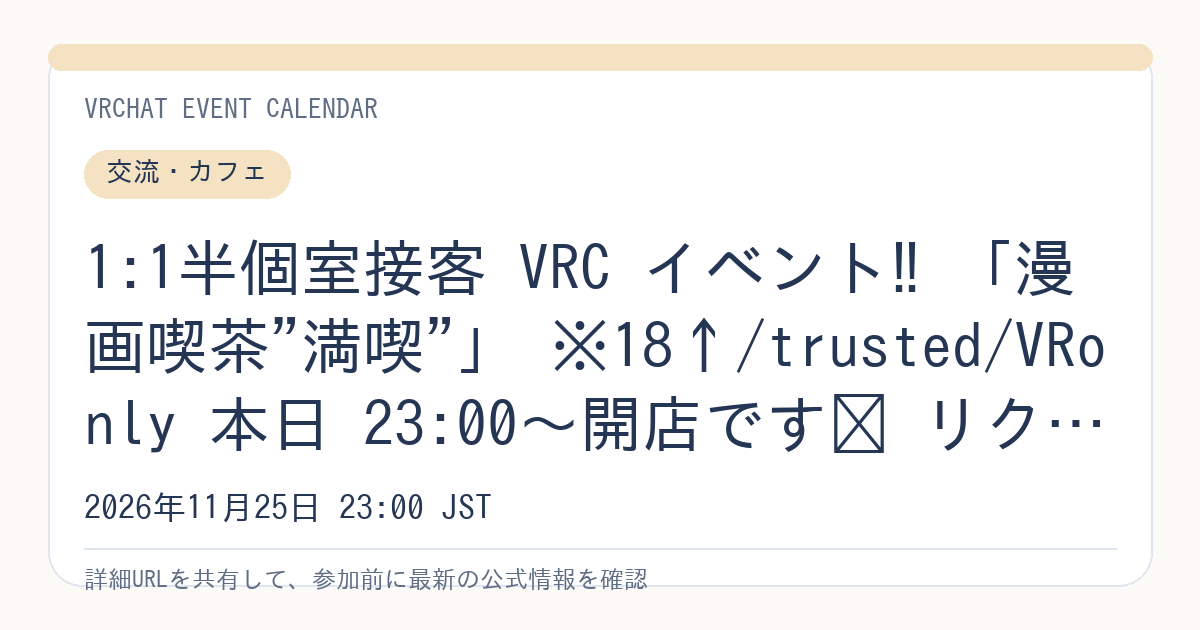 VRCHAT EVENT CALENDAR
交流・カフェ
1:1半個室接客 VRC イベント‼ 「漫
画喫茶”満喫”」 ※18↑/trusted/VRo
nly 本日 23:00～開店です リク…
2026年11月25日 23:00 JST
詳細URLを共有して、参加前に最新の公式情報を確認